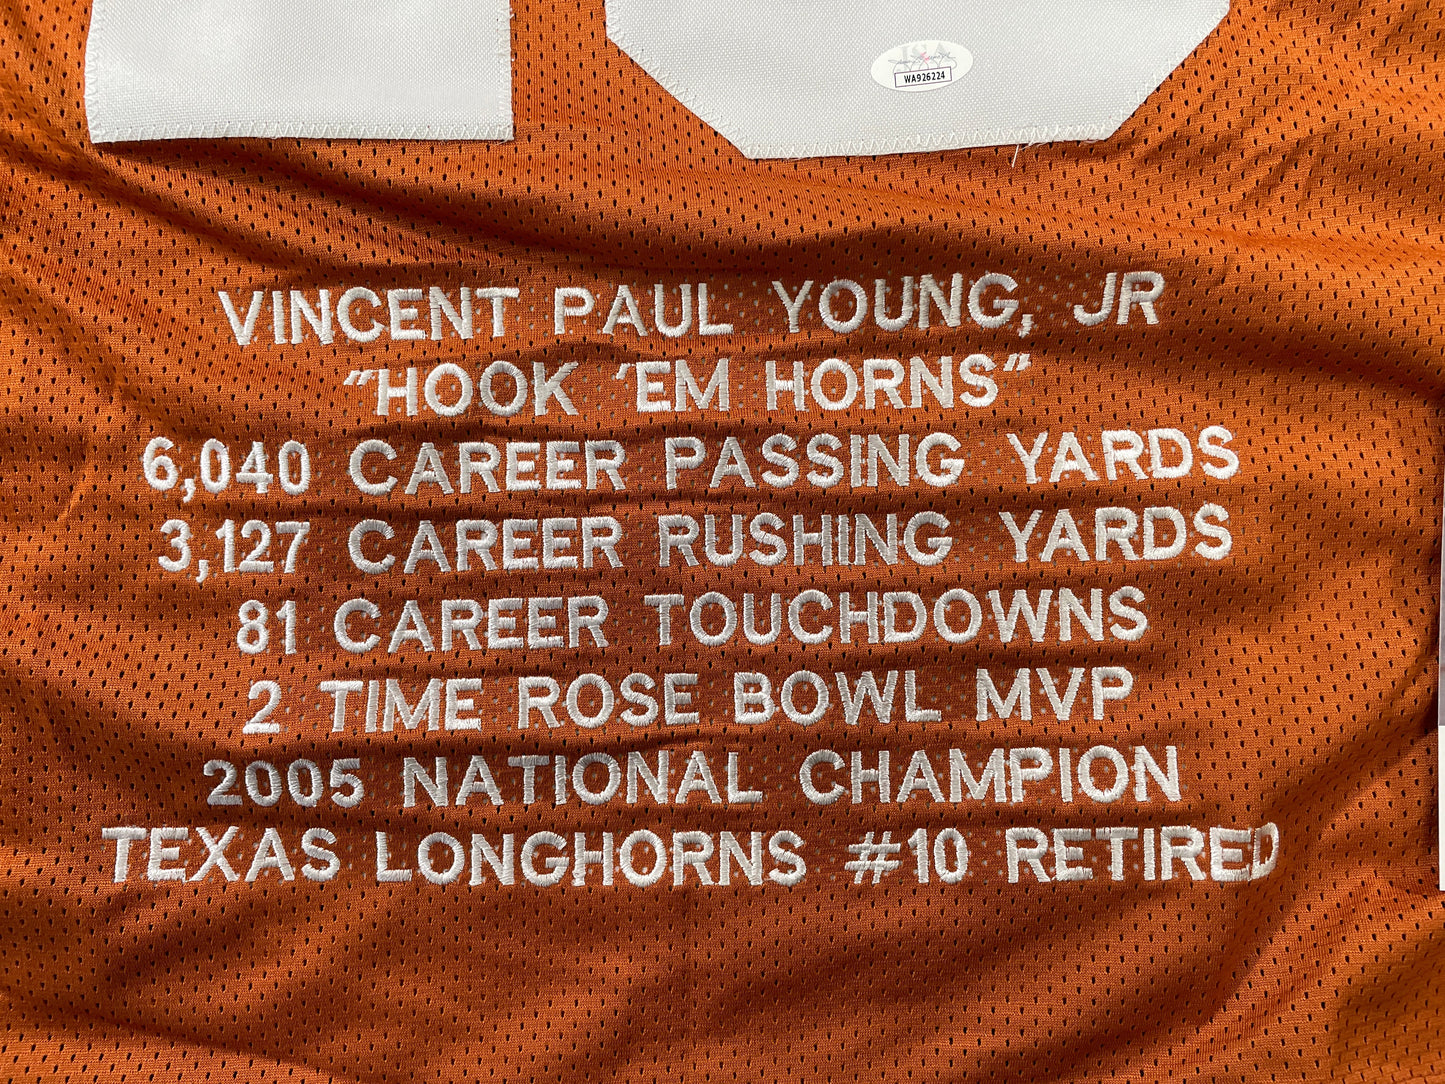 JSA
WA926224
VINCENT PAUL YOUNG, JR
"HOOK 'EM HORNS"
6,040 CAREER PASSING YARDS
3,127 CAREER RUSHING YARDS
81 CAREER TOUCHDOWNS
2 TIME ROSE BOWL MVP
2005 NATIONAL CHAMPION
TEXAS LONGHORNS #10 RETIRED